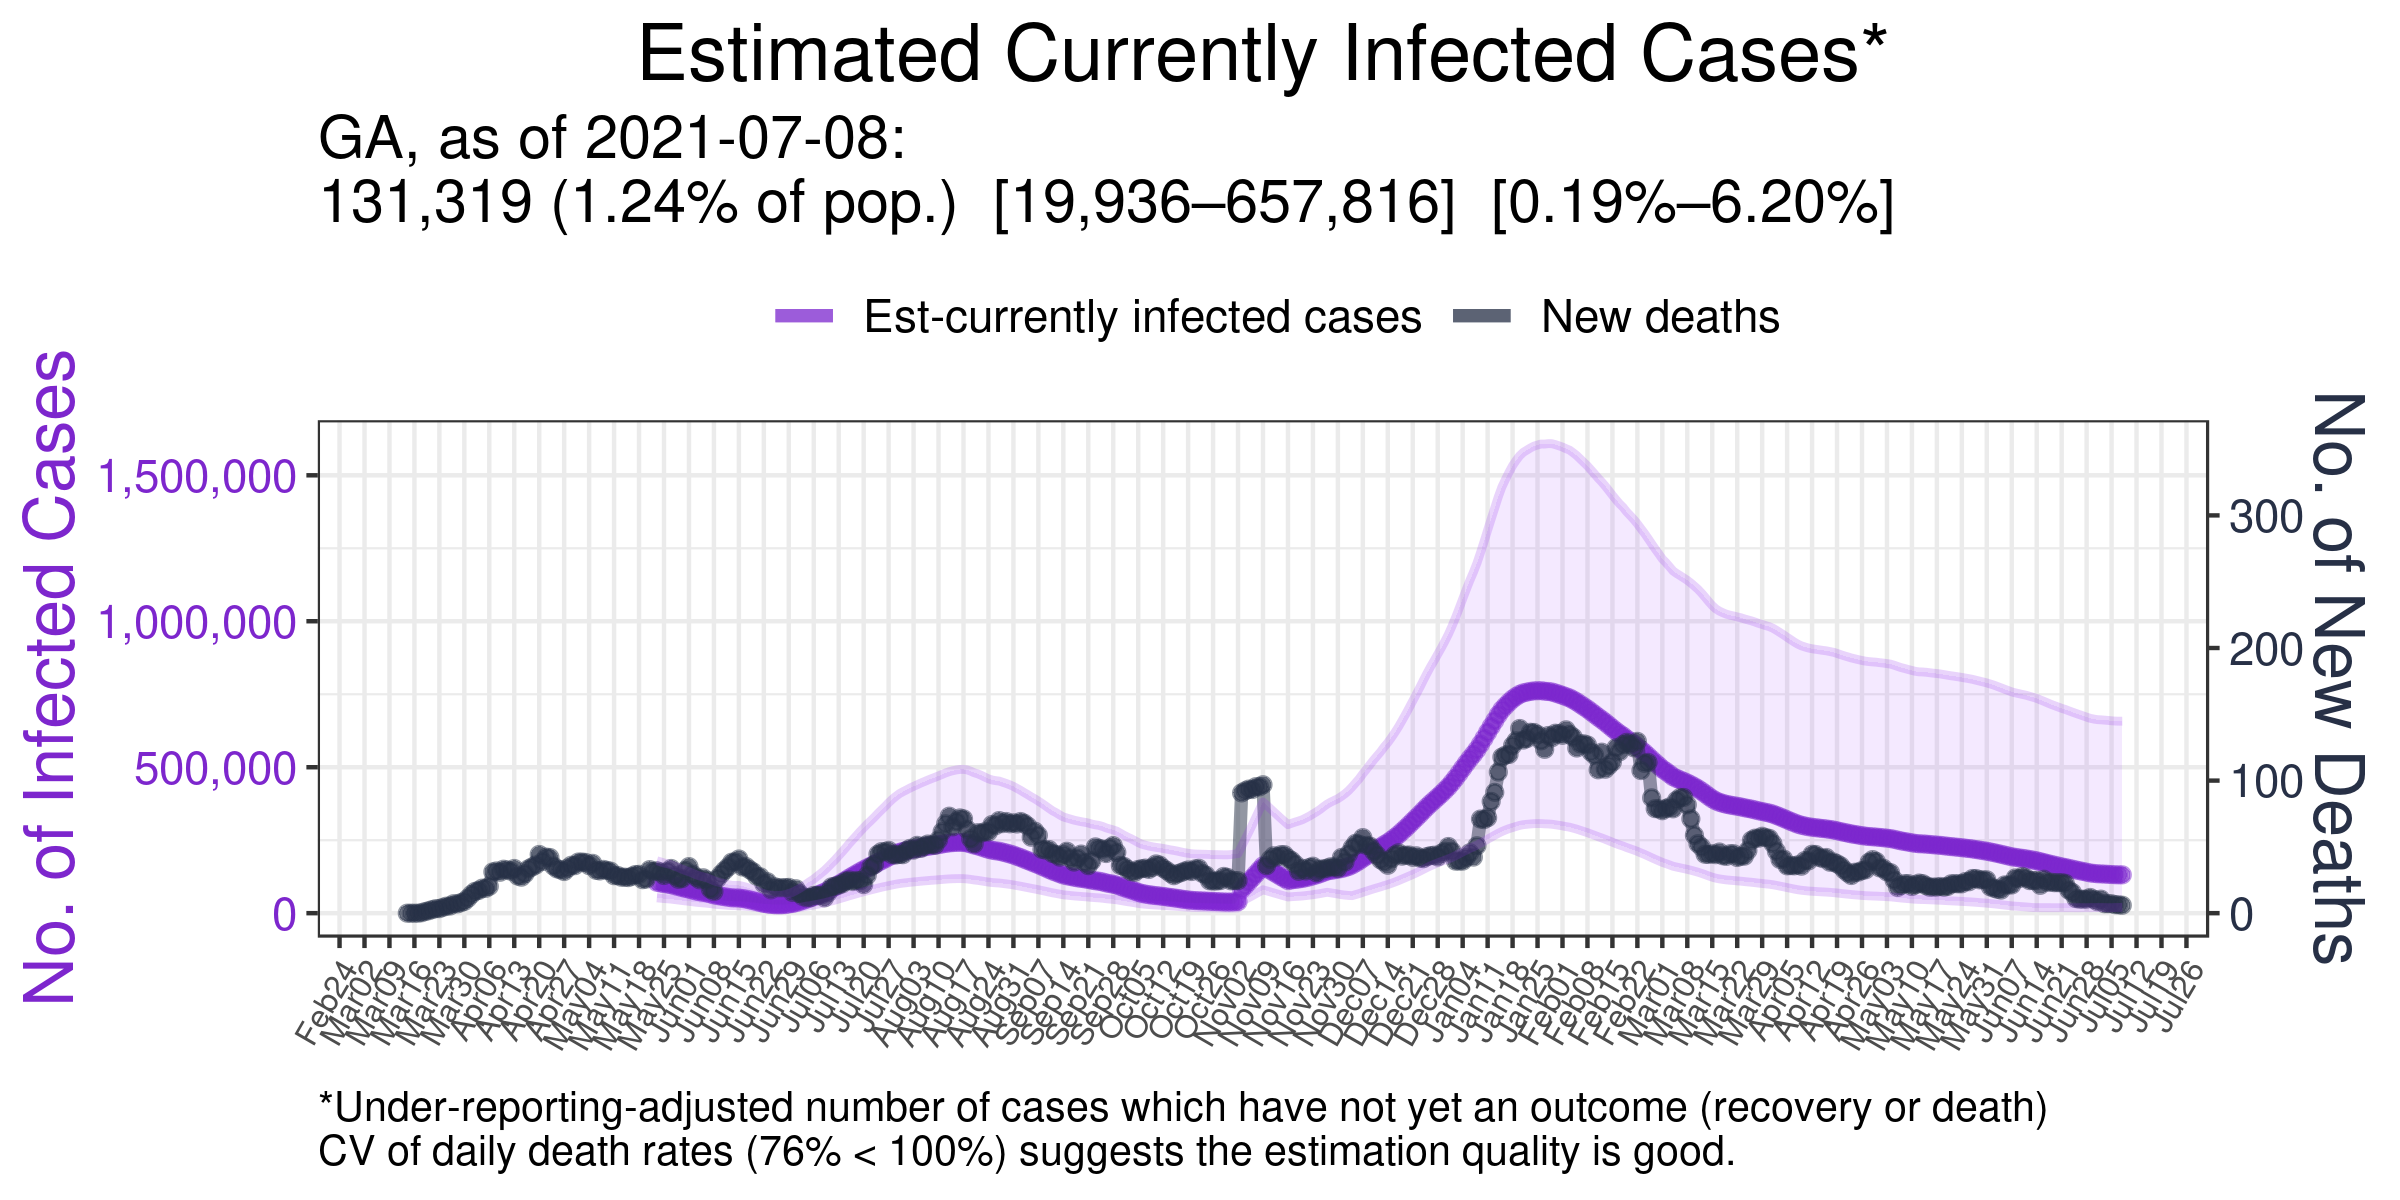 Estimated Currently Infected Cases*
GA, as of 2021-07-08:
131,319 (1.24% of pop.) [19,936–657,816] [0.19%–6.20%]
Est-currently infected cases
New deaths
No. of Infected Cases
1,500,000
1,000,000
500,000
0
300
200
100
0
No. of New Deaths
Feb24
Mar02
Mar09
Mar16
Mar23
Mar30
Apr06
Apr13
Apr20
Apr27
May04
May11
May18
May25
Jun01
Jun08
Jun15
Jun22
Jun29
Jul06
Jul13
Jul20
Jul27
Aug03
Aug10
Aug17
Aug24
Aug31
Sep07
Sep14
Sep21
Sep28
Oct05
Oct12
Oct19
Oct26
Nov02
Nov09
Nov16
Nov23
Nov30
Dec07
Dec14
Dec21
Dec28
Jan04
Jan11
Jan18
Jan25
Feb01
Feb08
Feb15
Feb22
Mar01
Mar08
Mar15
Mar22
Mar29
Apr05
Apr12
Apr19
Apr26
May03
May10
May17
May24
May31
Jun07
Jun14
Jun21
Jun28
Jul05
Jul12
Jul19
Jul26
*Under-reporting-adjusted number of cases which have not yet an outcome (recovery or death)
CV of daily death rates (76% < 100%) suggests the estimation quality is good.